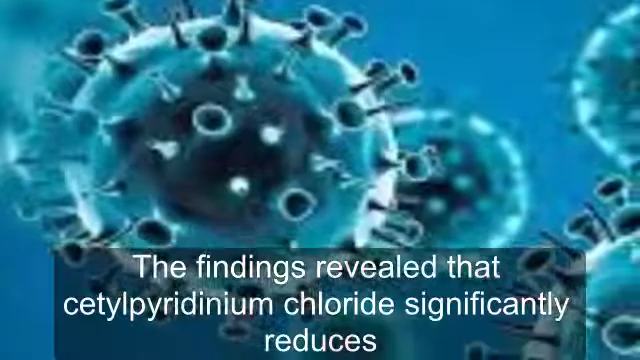 The findings revealed that
cetylpyridinium chloride significantly
reduces